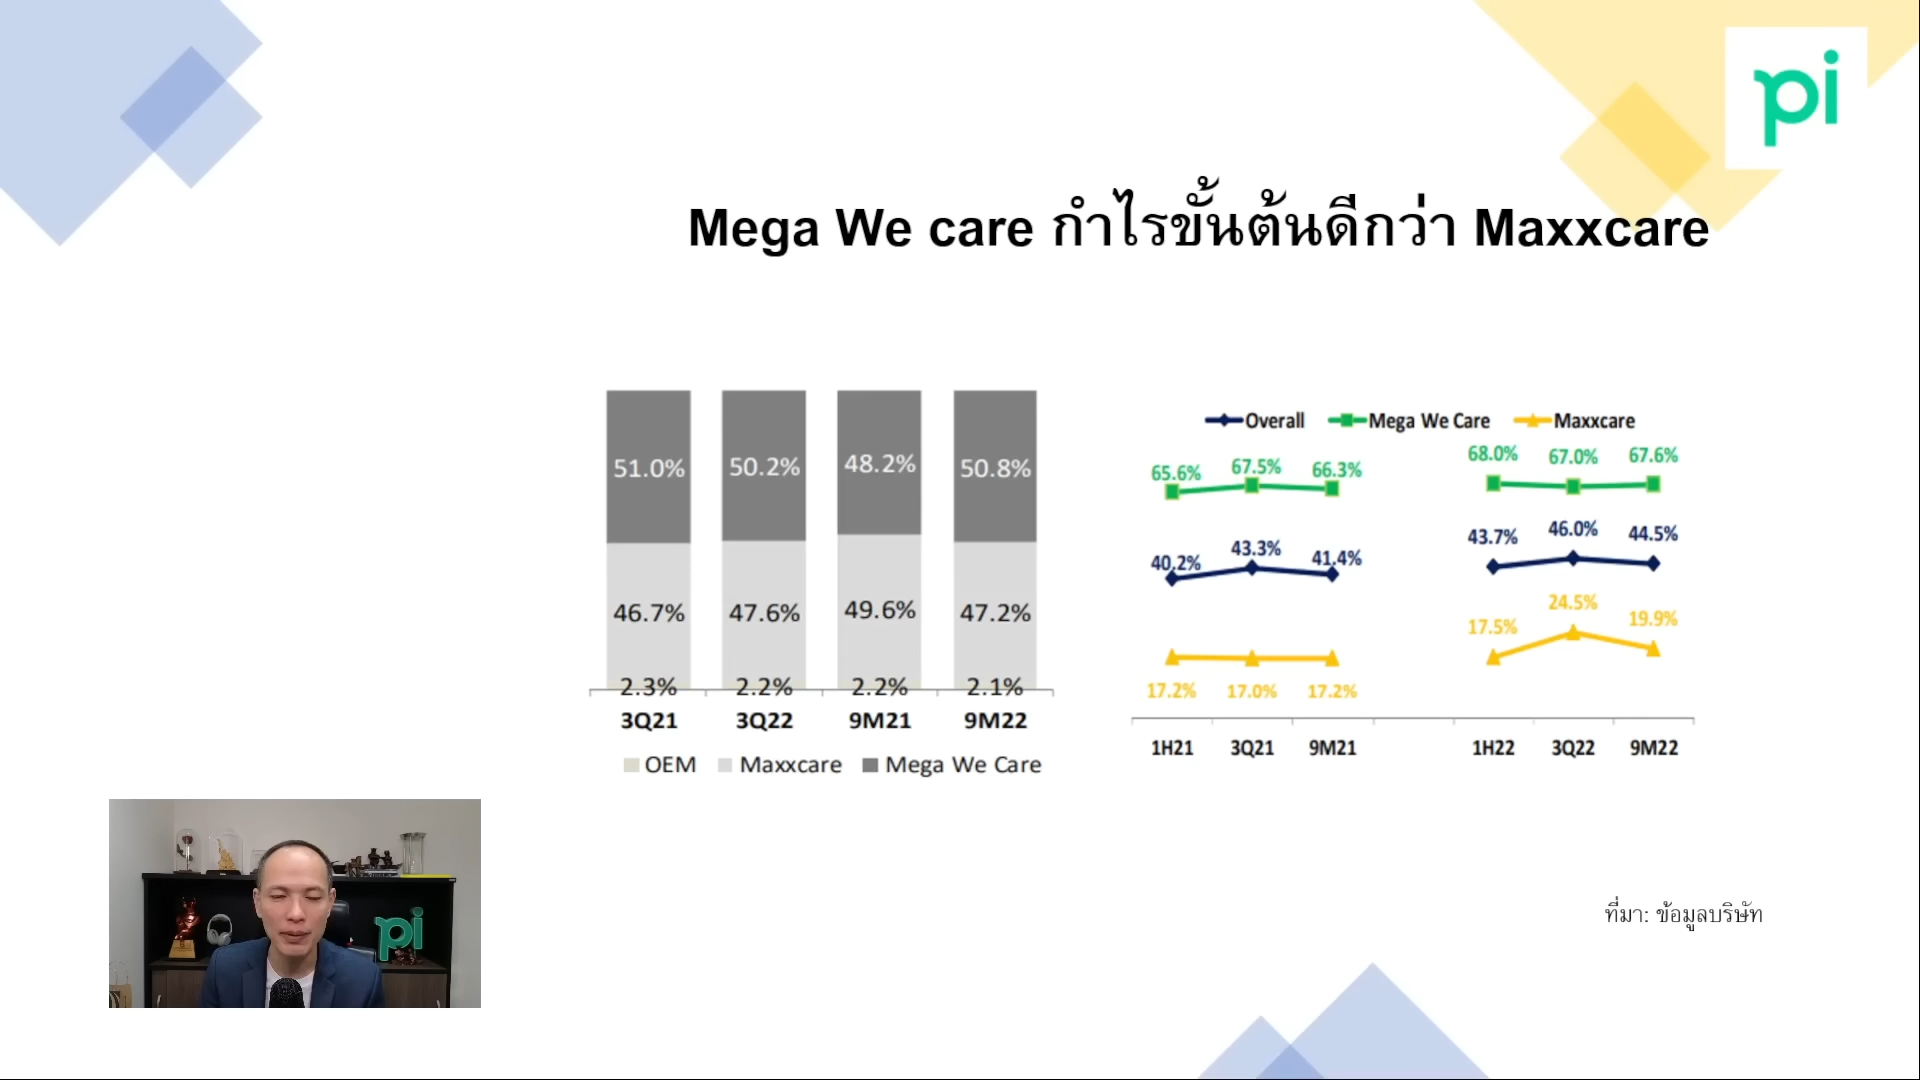 pi
Mega We care กำไรขั้นต้นดีกว่า Maxxcare
51.0% 50.2% 48.2% 50.8%
46.7% 47.6% 49.6% 47.2%
2.3% 2.2% 2.2% 2.1%
3Q21 3Q22 9M21 9M22
OEM Maxxcare Mega We Care
Overall Mega We Care Maxxcare
65.6% 67.5% 66.3% 68.0% 67.0% 67.6%
40.2% 43.3% 41.4% 43.7% 46.0% 44.5%
17.2% 17.0% 17.2% 17.5% 24.5% 19.9%
1H21 3Q21 9M21 1H22 3Q22 9M22
pi
ที่มา: ข้อมูลบริษัท